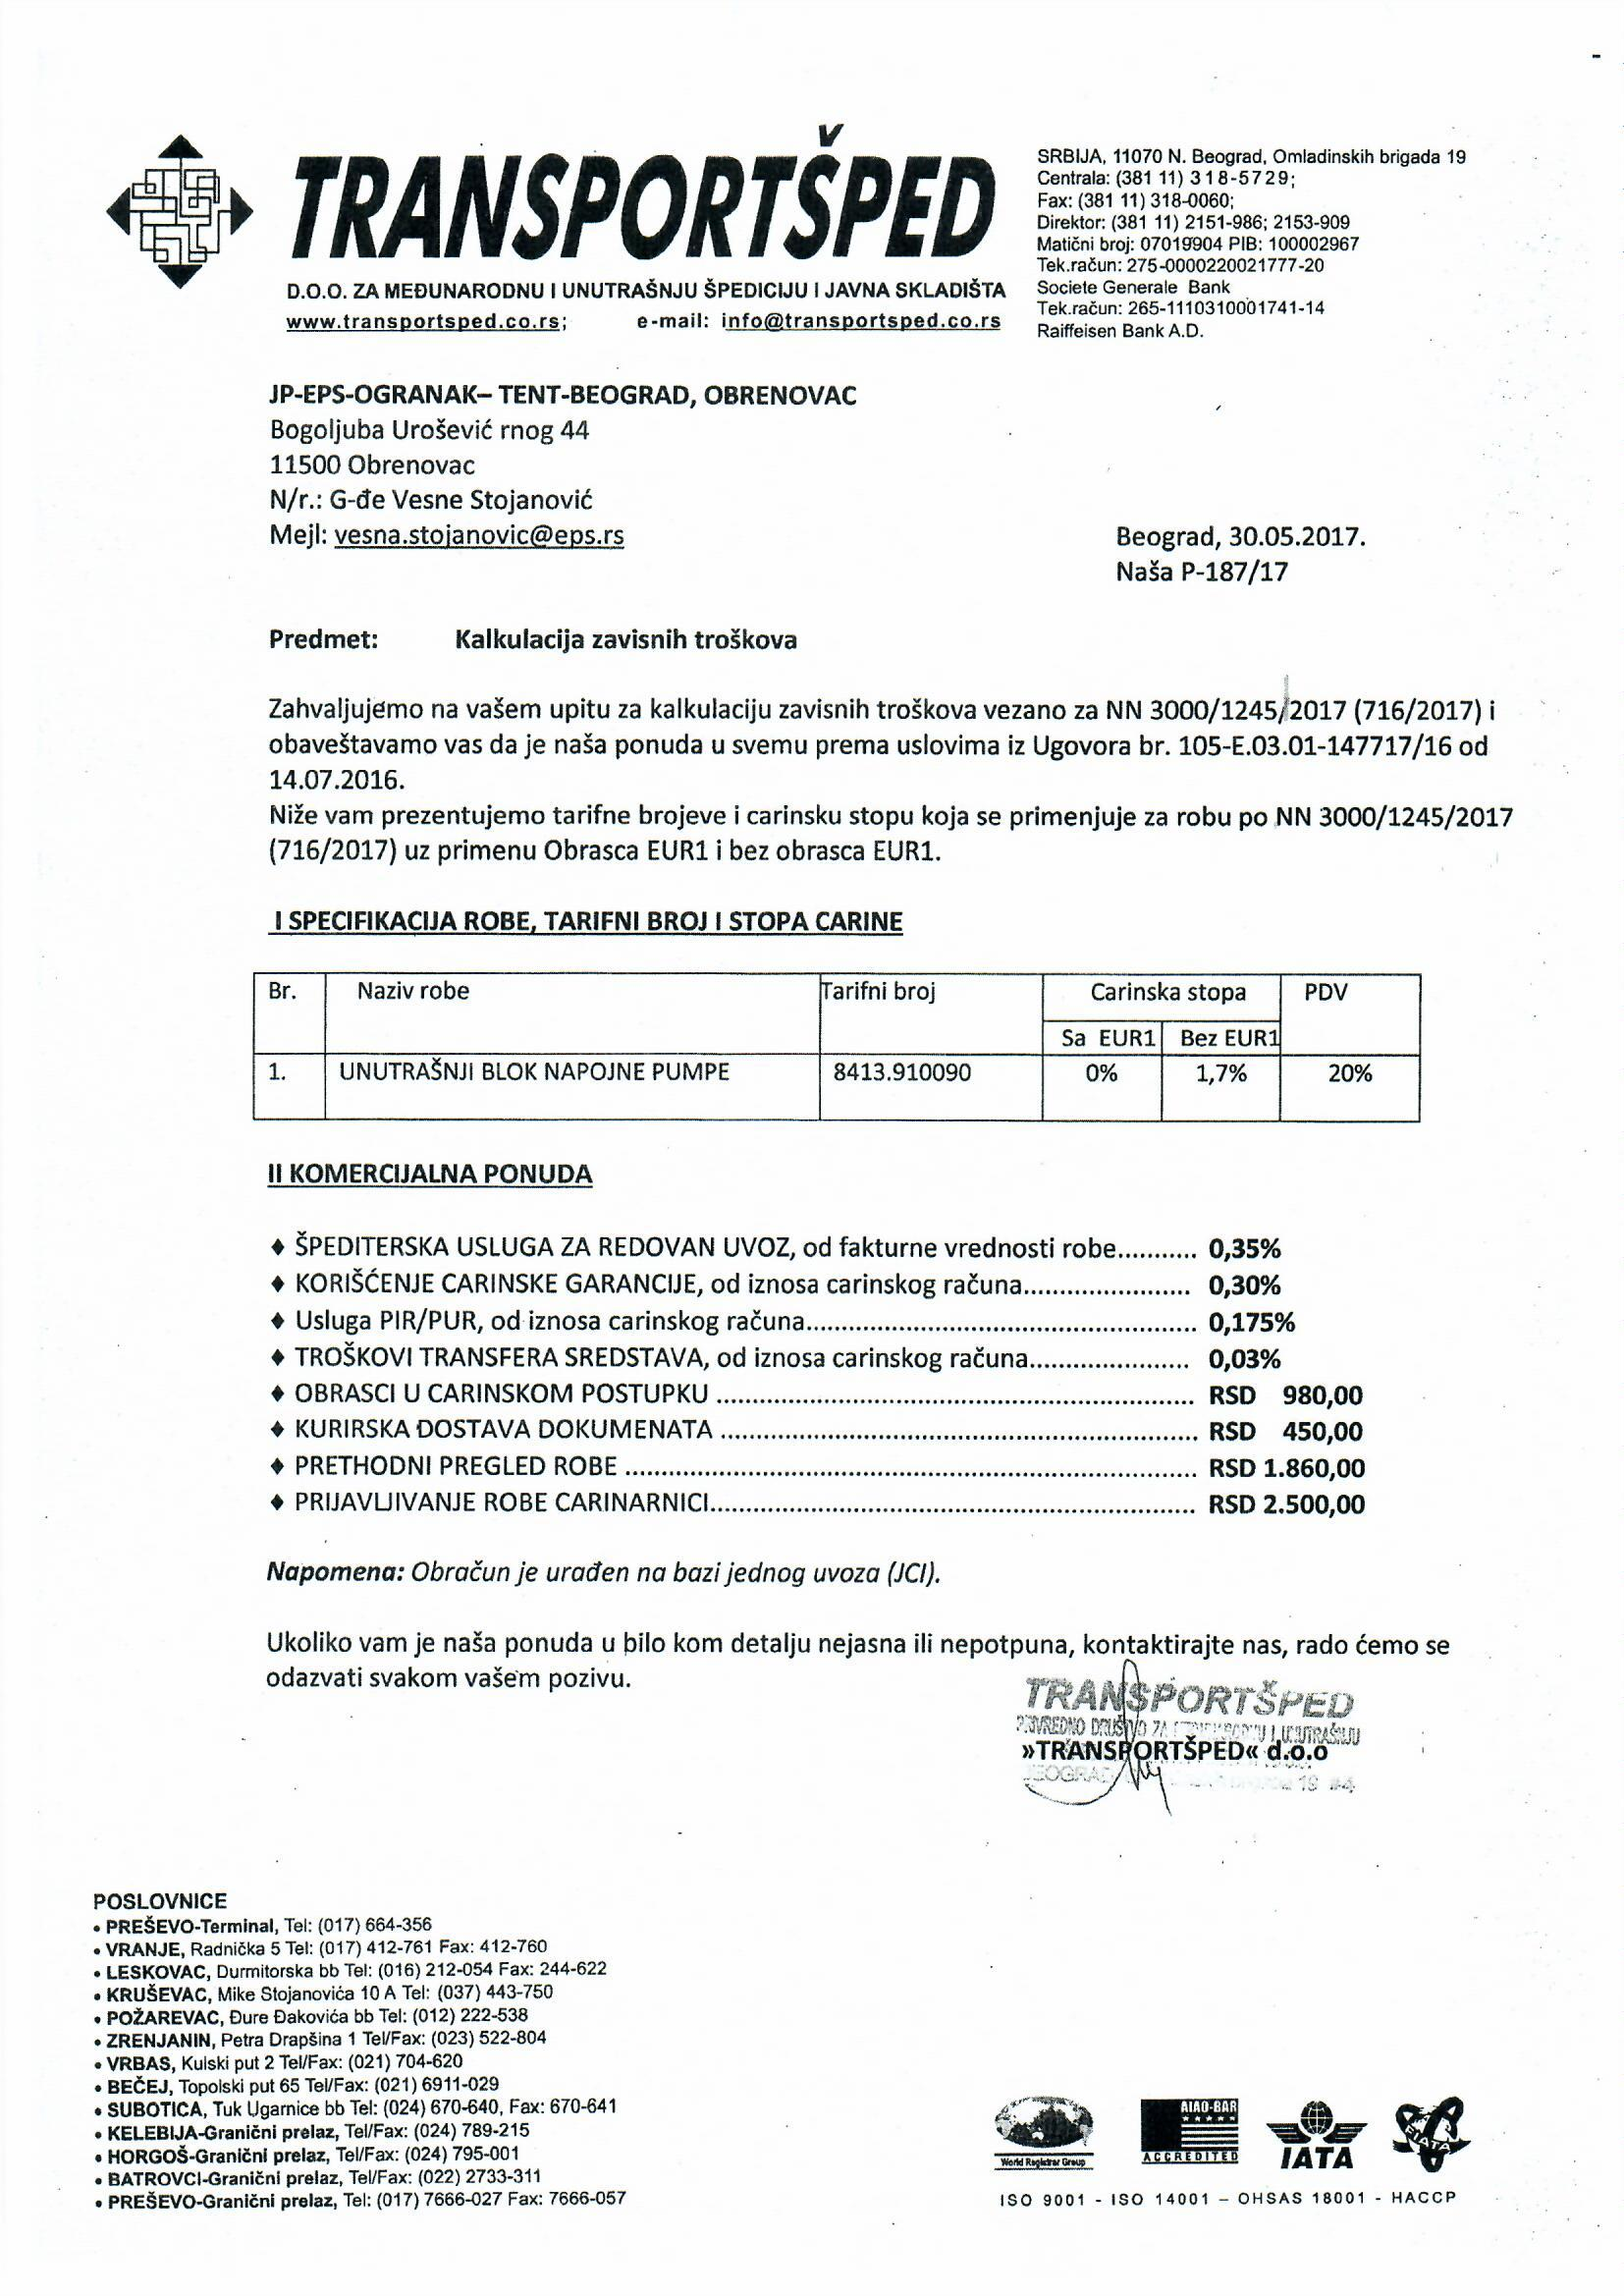 TRANSPORTŠPED
D.O.O. ZA MEĐUNARODNU I UNUTRAŠNJU ŠPEDICIJU I JAVNA SKLADIŠTA
www.transportsped.co.rs; e-mail: info@transportsped.co.rs
SRBIJA, 11070 N. Beograd, Omladinskih brigada 19
Centrala: (381 11) 318-5729;
Fax: (381 11) 318-0060;
Direktor: (381 11) 2151-986; 2153-909
Matični broj: 07019904 PIB: 100002967
Tek.račun: 275-0000220021777-20
Societe Generale Bank
Tek.račun: 265-1110310001741-14
Raiffeisen Bank A.D.
JP-EPS-OGRANAK– TENT-BEOGRAD, OBRENOVAC
Bogoljuba Urošević rnog 44
11500 Obrenovac
N/r.: G-đe Vesne Stojanović
Mejl: vesna.stojanovic@eps.rs
Beograd, 30.05.2017.
Naša P-187/17
Predmet: Kalkulacija zavisnih troškova
Zahvaljujemo na vašem upitu za kalkulaciju zavisnih troškova vezano za NN 3000/1245/2017 (716/2017) i
obaveštavamo vas da je naša ponuda u svemu prema uslovima iz Ugovora br. 105-E.03.01-147717/16 od
14.07.2016.
Niže vam prezentujemo tarifne brojeve i carinsku stopu koja se primenjuje za robu po NN 3000/1245/2017
(716/2017) uz primenu Obrasca EUR1 i bez obrasca EUR1.
I SPECIFIKACIJA ROBE, TARIFNI BROJ I STOPA CARINE
Br. Naziv robe Tarifni broj Carinska stopa PDV
Sa EUR1 Bez EUR1
1. UNUTRAŠNJI BLOK NAPOJNE PUMPE 8413.910090 0% 1,7% 20%
II KOMERCIJALNA PONUDA
♦ ŠPEDITERSKA USLUGA ZA REDOVAN UVOZ, od fakturne vrednosti robe........... 0,35%
♦ KORIŠĆENJE CARINSKE GARANCIJE, od iznosa carinskog računa....................... 0,30%
♦ Usluga PIR/PUR, od iznosa carinskog računa...................................................... 0,175%
♦ TROŠKOVI TRANSFERA SREDSTAVA, od iznosa carinskog računa...................... 0,03%
♦ OBRASCI U CARINSKOM POSTUPKU .................................................................. RSD 980,00
♦ KURIRSKA DOSTAVA DOKUMENATA .................................................................. RSD 450,00
♦ PRETHODNI PREGLED ROBE ............................................................................... RSD 1.860,00
♦ PRIJAVLJIVANJE ROBE CARINARNICI................................................................... RSD 2.500,00
Napomena: Obračun je urađen na bazi jednog uvoza (JCI).
Ukoliko vam je naša ponuda u bilo kom detalju nejasna ili nepotpuna, kontaktirajte nas, rado ćemo se
odazvati svakom vašem pozivu.
TRANSPORTŠPED
»TRANSPORTŠPED« d.o.o
POSLOVNICE
• PREŠEVO-Terminal, Tel: (017) 664-356
• VRANJE, Radnička 5 Tel: (017) 412-761 Fax: 412-760
• LESKOVAC, Durmitorska bb Tel: (016) 212-054 Fax: 244-622
• KRUŠEVAC, Mike Stojanovića 10 A Tel: (037) 443-750
• POŽAREVAC, Đure Đakovića bb Tel: (012) 222-538
• ZRENJANIN, Petra Drapšina 1 Tel/Fax: (023) 522-804
• VRBAS, Kulski put 2 Tel/Fax: (021) 704-620
• BEČEJ, Topolski put 65 Tel/Fax: (021) 6911-029
• SUBOTICA, Tuk Ugarnice bb Tel: (024) 670-640, Fax: 670-641
• KELEBIJA-Granični prelaz, Tel/Fax: (024) 789-215
• HORGOŠ-Granični prelaz, Tel/Fax: (024) 795-001
• BATROVCI-Granični prelaz, Tel/Fax: (022) 2733-311
• PREŠEVO-Granični prelaz, Tel: (017) 7666-027 Fax: 7666-057
World Registrar Group
AIAO-BAR
ACCREDITED
IATA
FIATA
ISO 9001 - ISO 14001 – OHSAS 18001 - HACCP